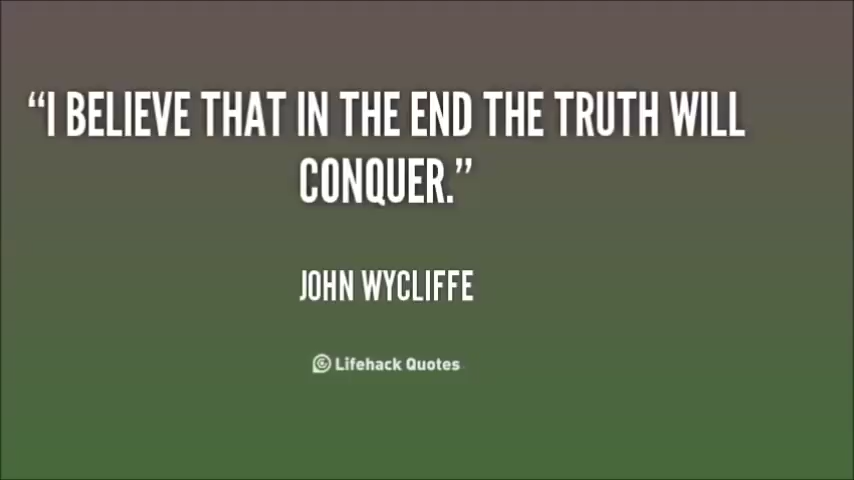 “I BELIEVE THAT IN THE END THE TRUTH WILL
CONQUER.”
JOHN WYCLIFFE
Lifehack Quotes